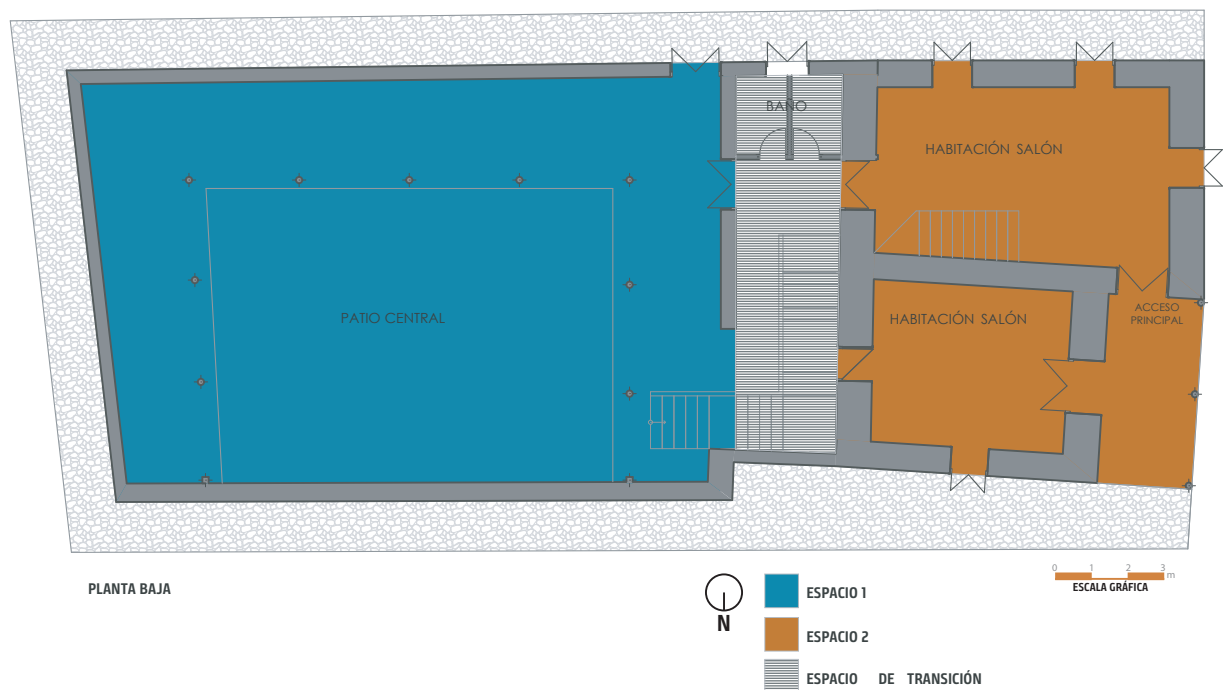 BAÑO
HABITACIÓN SALÓN
PATIO CENTRAL
HABITACIÓN SALÓN
ACCESO
PRINCIPAL
PLANTA BAJA
N
ESPACIO 1
ESPACIO 2
ESPACIO DE TRANSICIÓN
0 1 2 3
m
ESCALA GRÁFICA